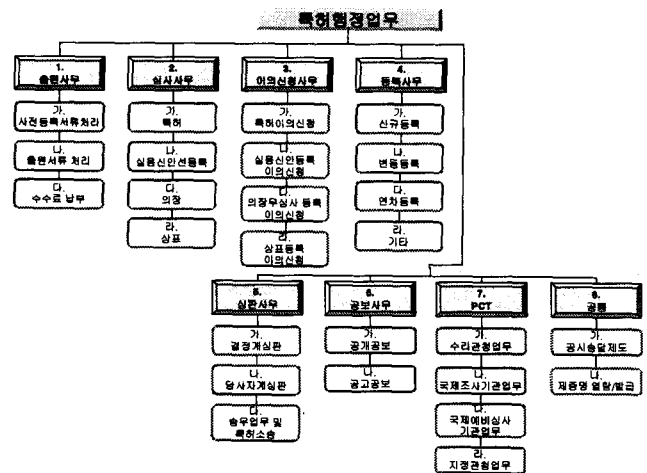 특허행정업무
1.
출원사무
가.
사전등록서류처리
나.
출원서류 처리
다.
수수료 납부
2.
심사사무
가.
특허
나.
실용신안선등록
다.
의장
라.
상표
3.
이의신청사무
가.
특허이의신청
나.
실용신안등록
이의신청
다.
의장무심사 등록
이의신청
라.
상표등록
이의신청
4.
등록사무
가.
신규등록
나.
변동등록
다.
연차등록
라.
기타
5.
심판사무
가.
결정계심판
나.
당사자계심판
다.
송무업무 및
특허소송
6.
공보사무
가.
공개공보
나.
공고공보
7.
PCT
가.
수리관청업무
나.
국제조사기관업무
다.
국제예비심사
기관업무
라.
지정관청업무
8.
공통
가.
공시송달제도
나.
제증명 열람/발급